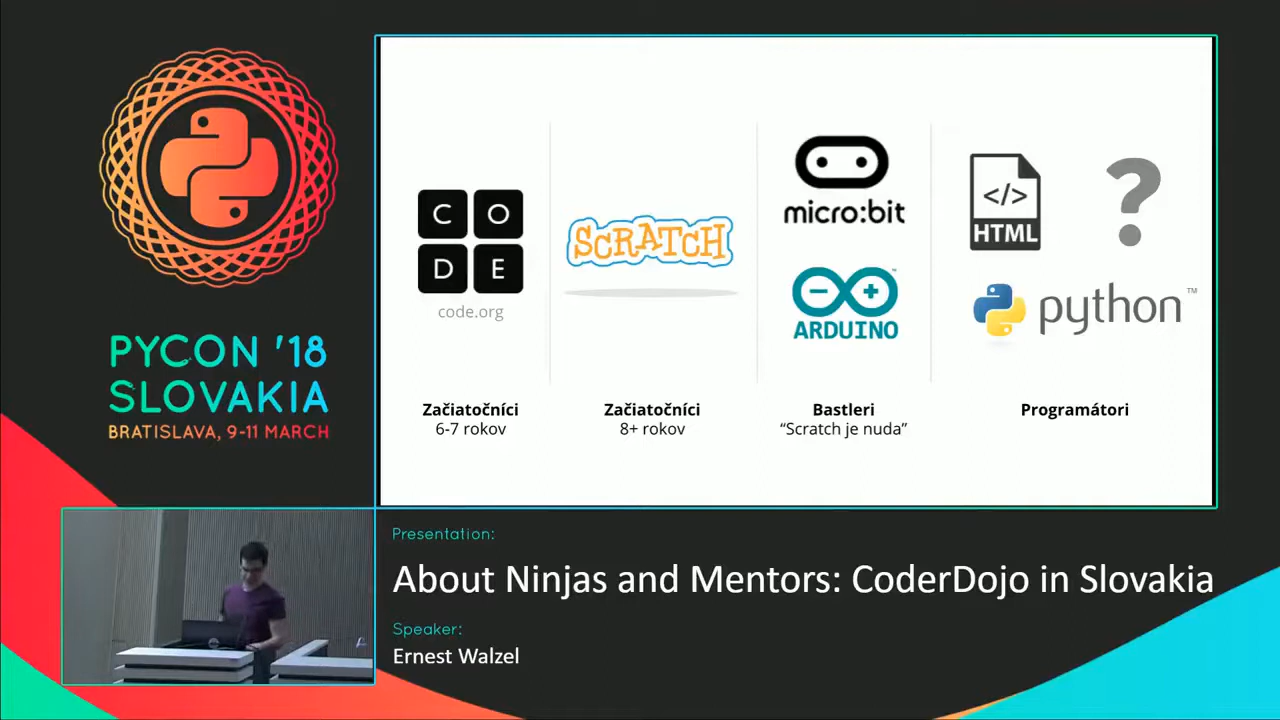 PYCON '18
SLOVAKIA
BRATISLAVA, 9-11 MARCH
C O
D E
code.org
SCRATCH
micro:bit
ARDUINO™
</>
HTML
?
python™
Začiatočníci
6-7 rokov
Začiatočníci
8+ rokov
Bastleri
“Scratch je nuda”
Programátori
Presentation:
About Ninjas and Mentors: CoderDojo in Slovakia
Speaker:
Ernest Walzel